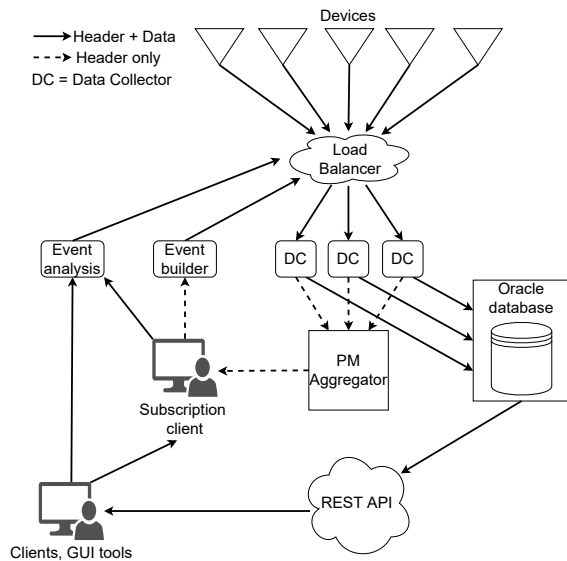 Devices
Header + Data
Header only
DC = Data Collector
Load
Balancer
Event
analysis
Event
builder
DC
DC
DC
Oracle
database
PM
Aggregator
Subscription
client
REST API
Clients, GUI tools